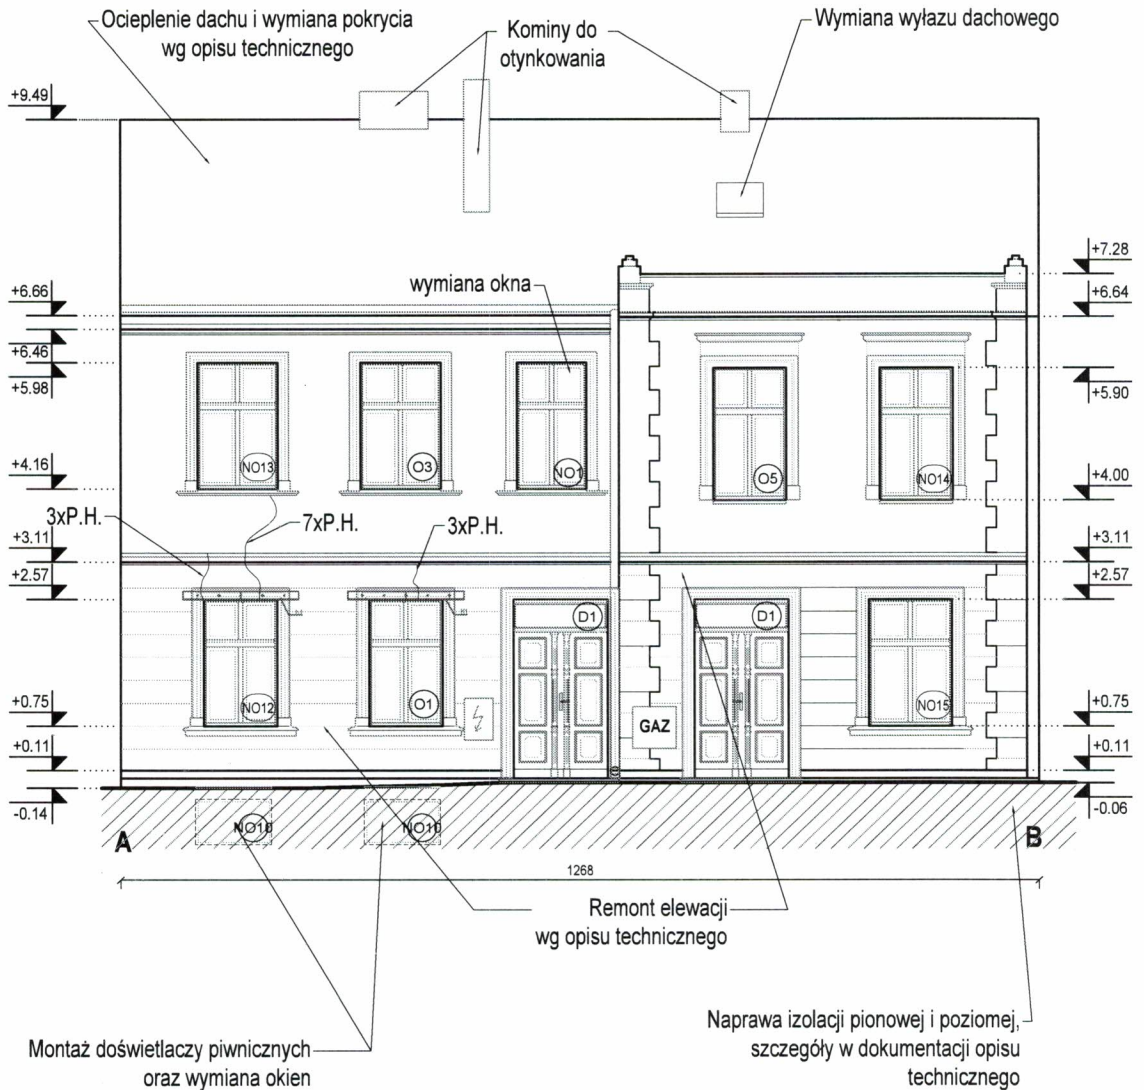 Ocieplenie dachu i wymiana pokrycia
wg opisu technicznego
Kominy do
otynkowania
Wymiana wyłazu dachowego
+9.49
+7.28
wymiana okna
+6.66
+6.64
+6.46
+5.98
+5.90
NO13
O3
NO1
O5
NO14
+4.16
+4.00
3xP.H.
7xP.H.
3xP.H.
+3.11
+3.11
+2.57
+2.57
D1
D1
NO12
O1
NO15
+0.75
+0.75
GAZ
+0.11
+0.11
-0.14
-0.06
NO10
NO10
A
B
1268
Remont elewacji
wg opisu technicznego
Naprawa izolacji pionowej i poziomej,
szczegóły w dokumentacji opisu
technicznego
Montaż doświetlaczy piwnicznych
oraz wymiana okien